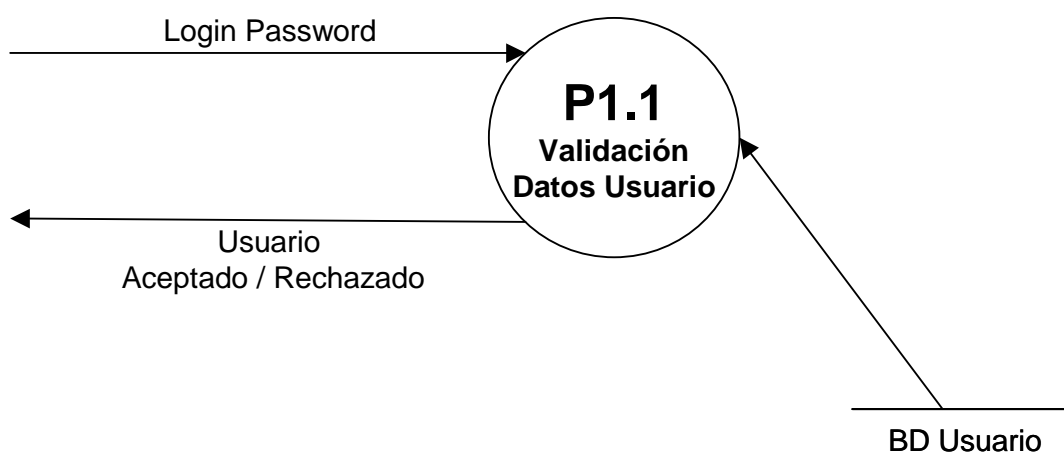 Login Password
P1.1
Validación
Datos Usuario
Usuario
Aceptado / Rechazado
BD Usuario